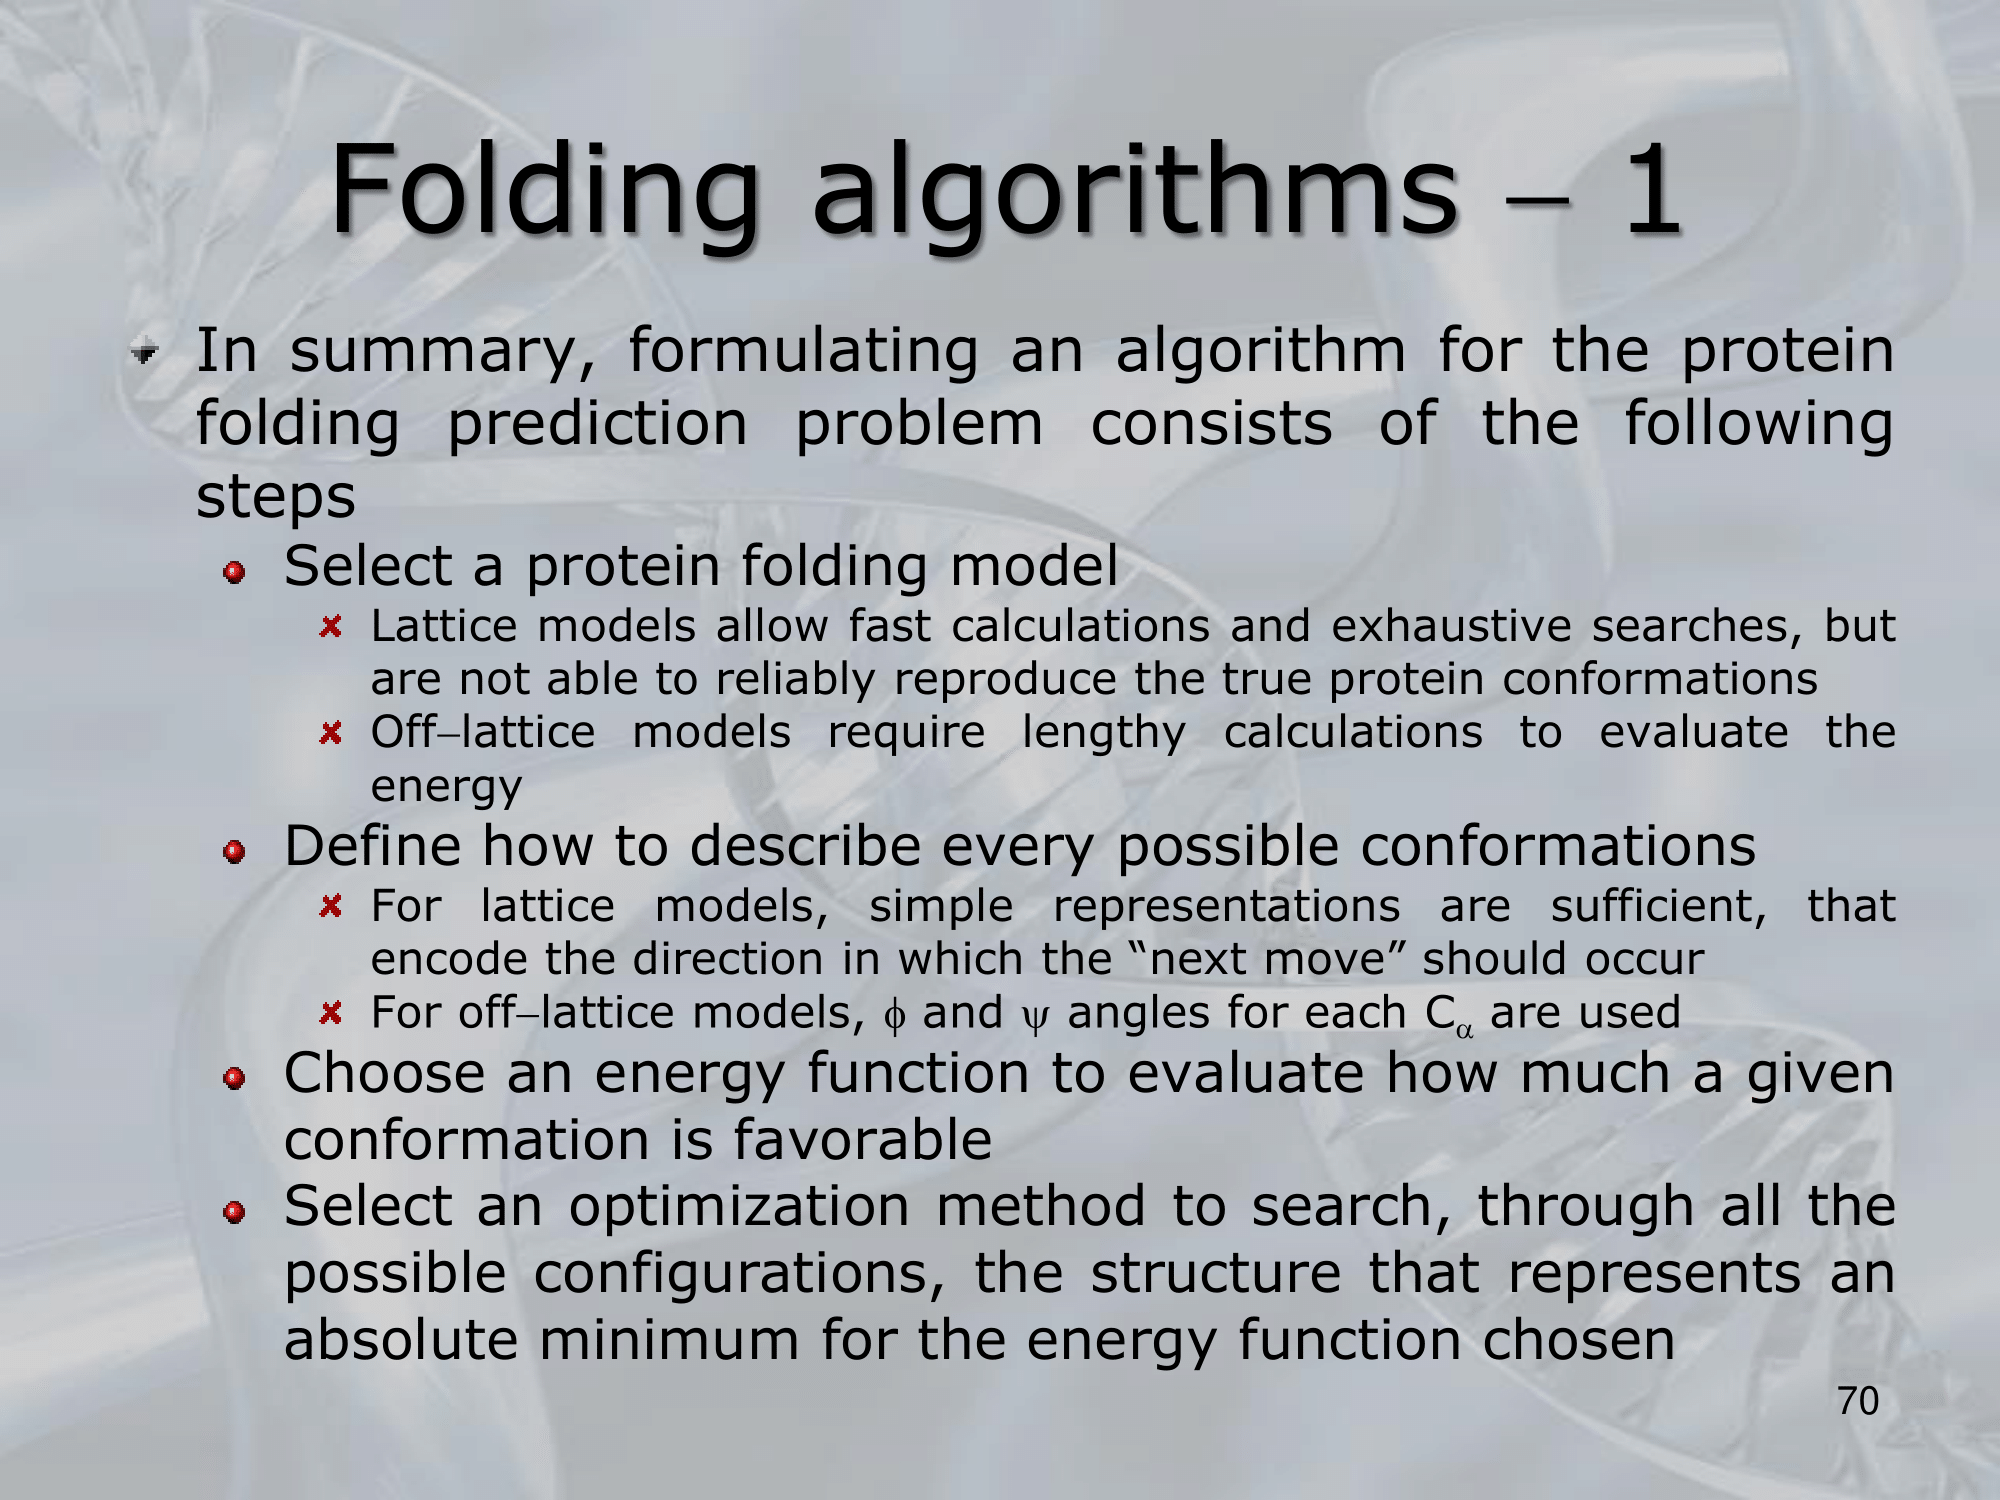 Folding algorithms – 1
In summary, formulating an algorithm for the protein
folding prediction problem consists of the following
steps
Select a protein folding model
Lattice models allow fast calculations and exhaustive searches, but
are not able to reliably reproduce the true protein conformations
Off–lattice models require lengthy calculations to evaluate the
energy
Define how to describe every possible conformations
For lattice models, simple representations are sufficient, that
encode the direction in which the “next move” should occur
For off–lattice models, ϕ and ψ angles for each Cα are used
Choose an energy function to evaluate how much a given
conformation is favorable
Select an optimization method to search, through all the
possible configurations, the structure that represents an
absolute minimum for the energy function chosen
70